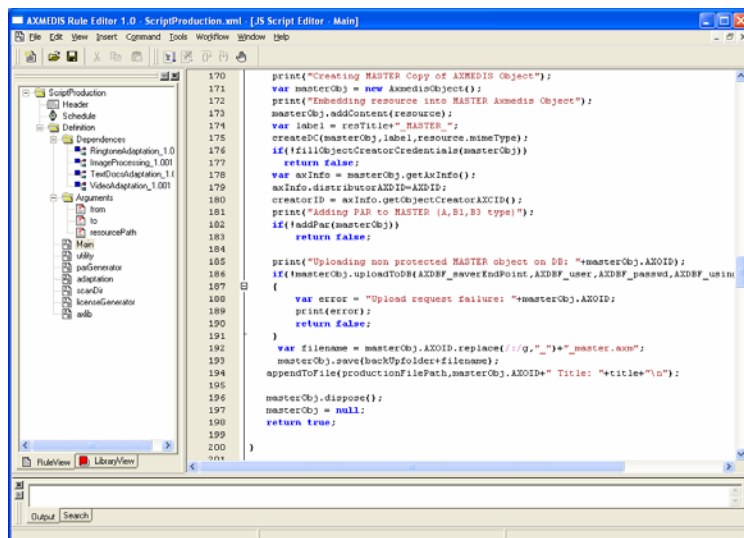 AXMEDIS Rule Editor 1.0 - ScriptProduction.xml - [JS Script Editor - Main]
File Edit View Insert Command Tools Workflow Window Help
ScriptProduction
Header
Schedule
Definition
Dependences
RingtoneAdaptation_1.0
ImageProcessing_1.001
TextDocsAdaptation_1.(
VideoAdaptation_1.001
Arguments
from
to
resourcePath
Main
utility
parGenerator
adaptation
scanDir
licenseGenerator
axlib
RuleView LibraryView
170 print("Creating MASTER Copy of AXMEDIS Object");
171 var masterObj = new AxmedisObject();
172 print("Embedding resource into MASTER Axmedis Object");
173 masterObj.addContent(resource);
174 var label = resTitle+"_MASTER_";
175 createDC(masterObj,label,resource.mimeType);
176 if(!fillObjectCreatorCredentials(masterObj))
177 return false;
178 var axInfo = masterObj.getAxInfo();
179 axInfo.distributorAXDID=AXDID;
180 creatorID = axInfo.getObjectCreatorAXCID();
181 print("Adding PAR to MASTER (A,B1,B3 type)");
182 if(!addPar(masterObj))
183 return false;
184
185 print("Uploading non protected MASTER object on DB: "+masterObj.AXOID);
186 if(!masterObj.uploadToDB(AXDBF_saverEndPoint,AXDBF_user,AXDBF_passwd,AXDBF_using
187 {
188 var error = "Upload request failure: "+masterObj.AXOID;
189 print(error);
190 return false;
191 }
192 var filename = masterObj.AXOID.replace(/:/g,"_")+"_master.axm";
193 masterObj.save(backUpfolder+filename);
194 appendToFile(productionFilePath,masterObj.AXOID+" Title: "+title+"\n");
195
196 masterObj.dispose();
197 masterObj = null;
198 return true;
199
200 }
201
Output Search